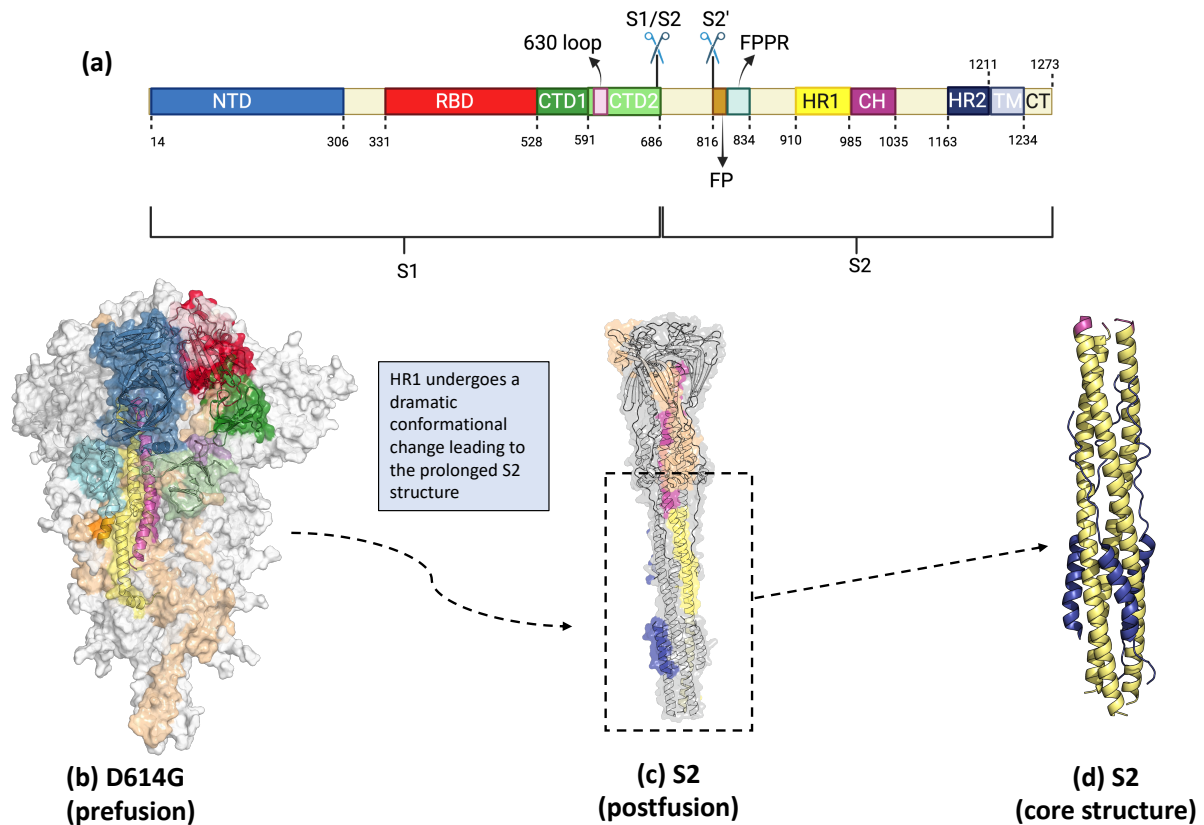 (a)
S1/S2
S2'
630 loop
FPPR
1211
1273
NTD
RBD
CTD1
CTD2
HR1
CH
HR2
TM
CT
14
306
331
528
591
686
816
834
910
985
1035
1163
1234
FP
S1
S2
HR1 undergoes a
dramatic
conformational
change leading to
the prolonged S2
structure
(b) D614G
(prefusion)
(c) S2
(postfusion)
(d) S2
(core structure)